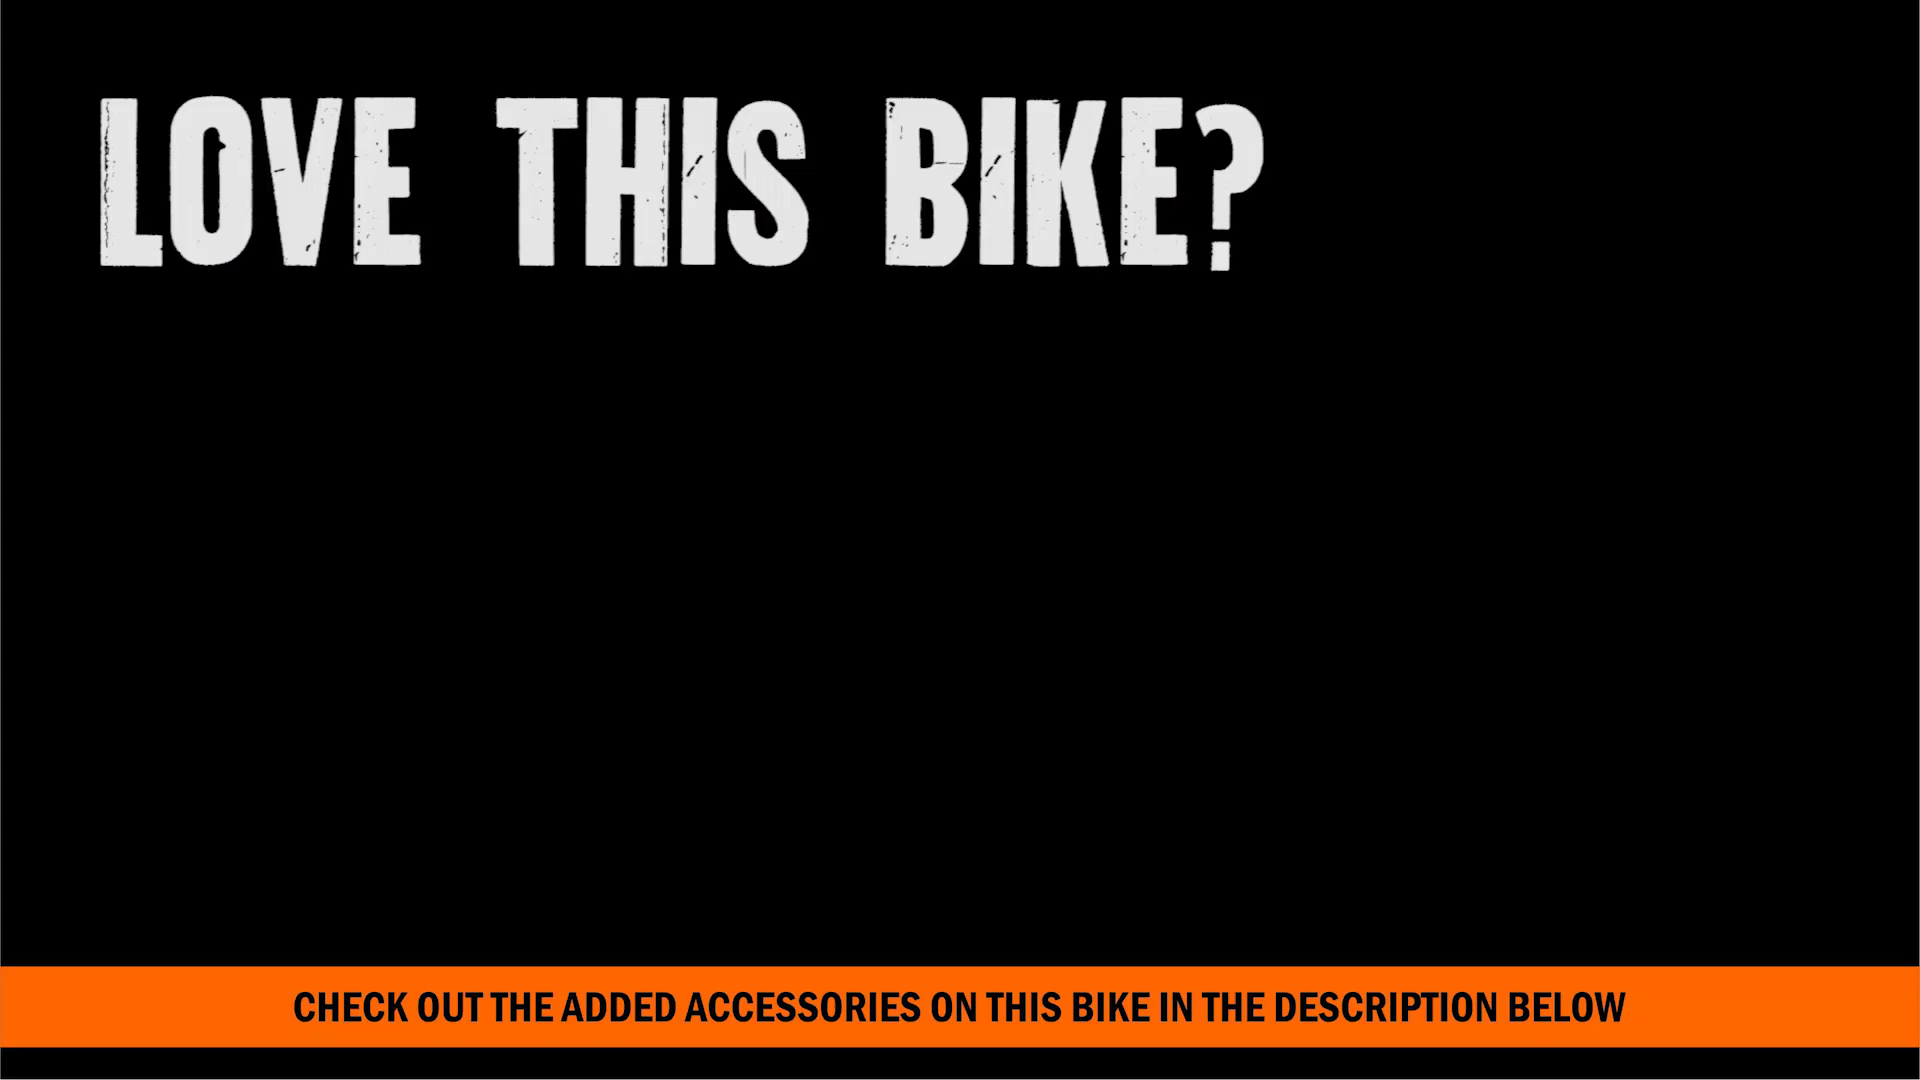 LOVE THIS BIKE?
CHECK OUT THE ADDED ACCESSORIES ON THIS BIKE IN THE DESCRIPTION BELOW